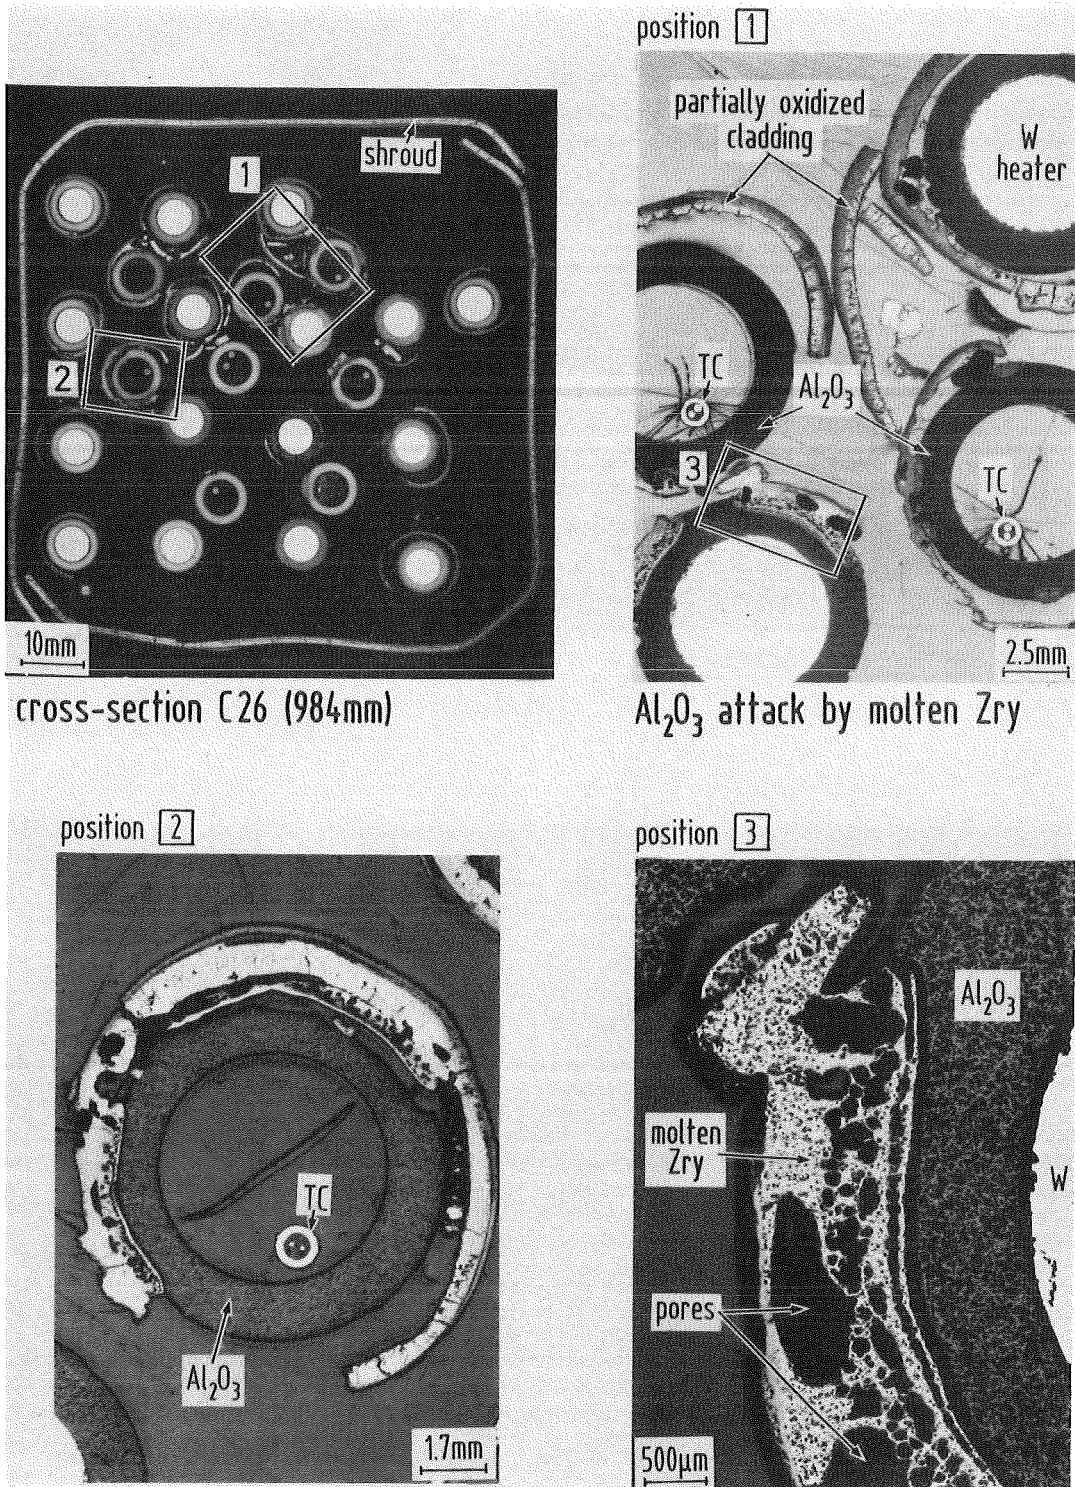 shroud
1
2
10mm
cross-section C26 (984mm)
position 1
partially oxidized
cladding
W
heater
TC
Al₂O₃
3
TC
2.5mm
Al₂O₃ attack by molten Zry
position 2
TC
Al₂O₃
1.7mm
position 3
Al₂O₃
molten
Zry
W
pores
500μm